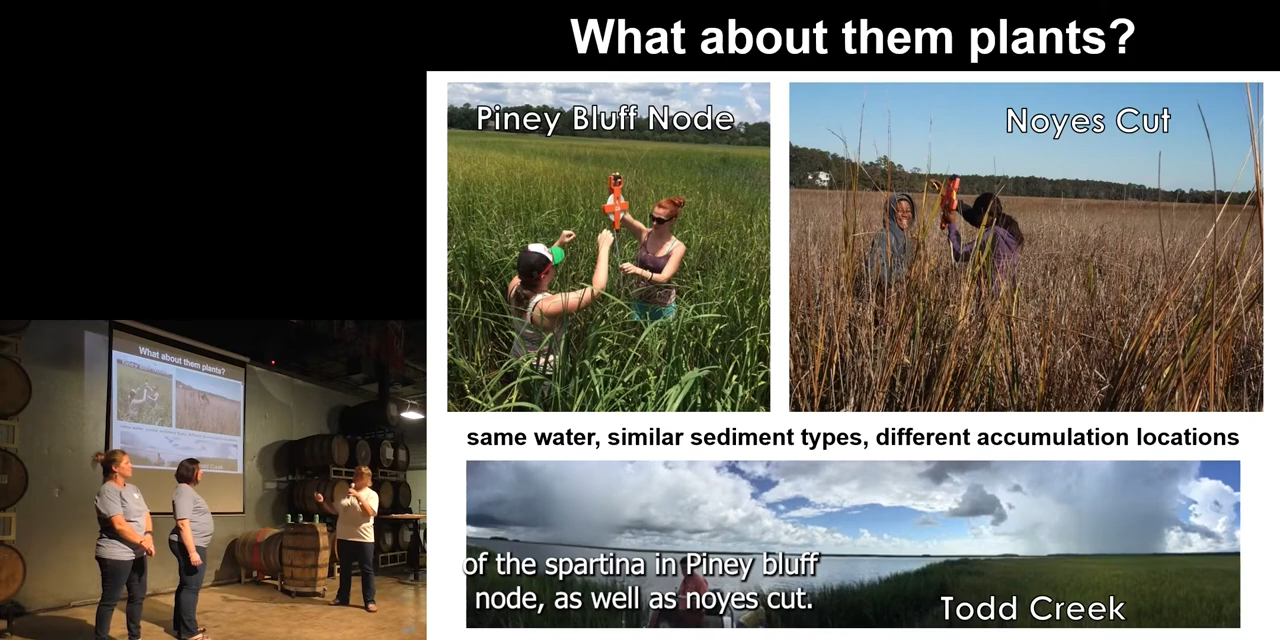 What about them plants?
Piney Bluff Node
Noyes Cut
same water, similar sediment types, different accumulation locations
of the spartina in Piney bluff
node, as well as noyes cut.
Todd Creek
What about them plants?